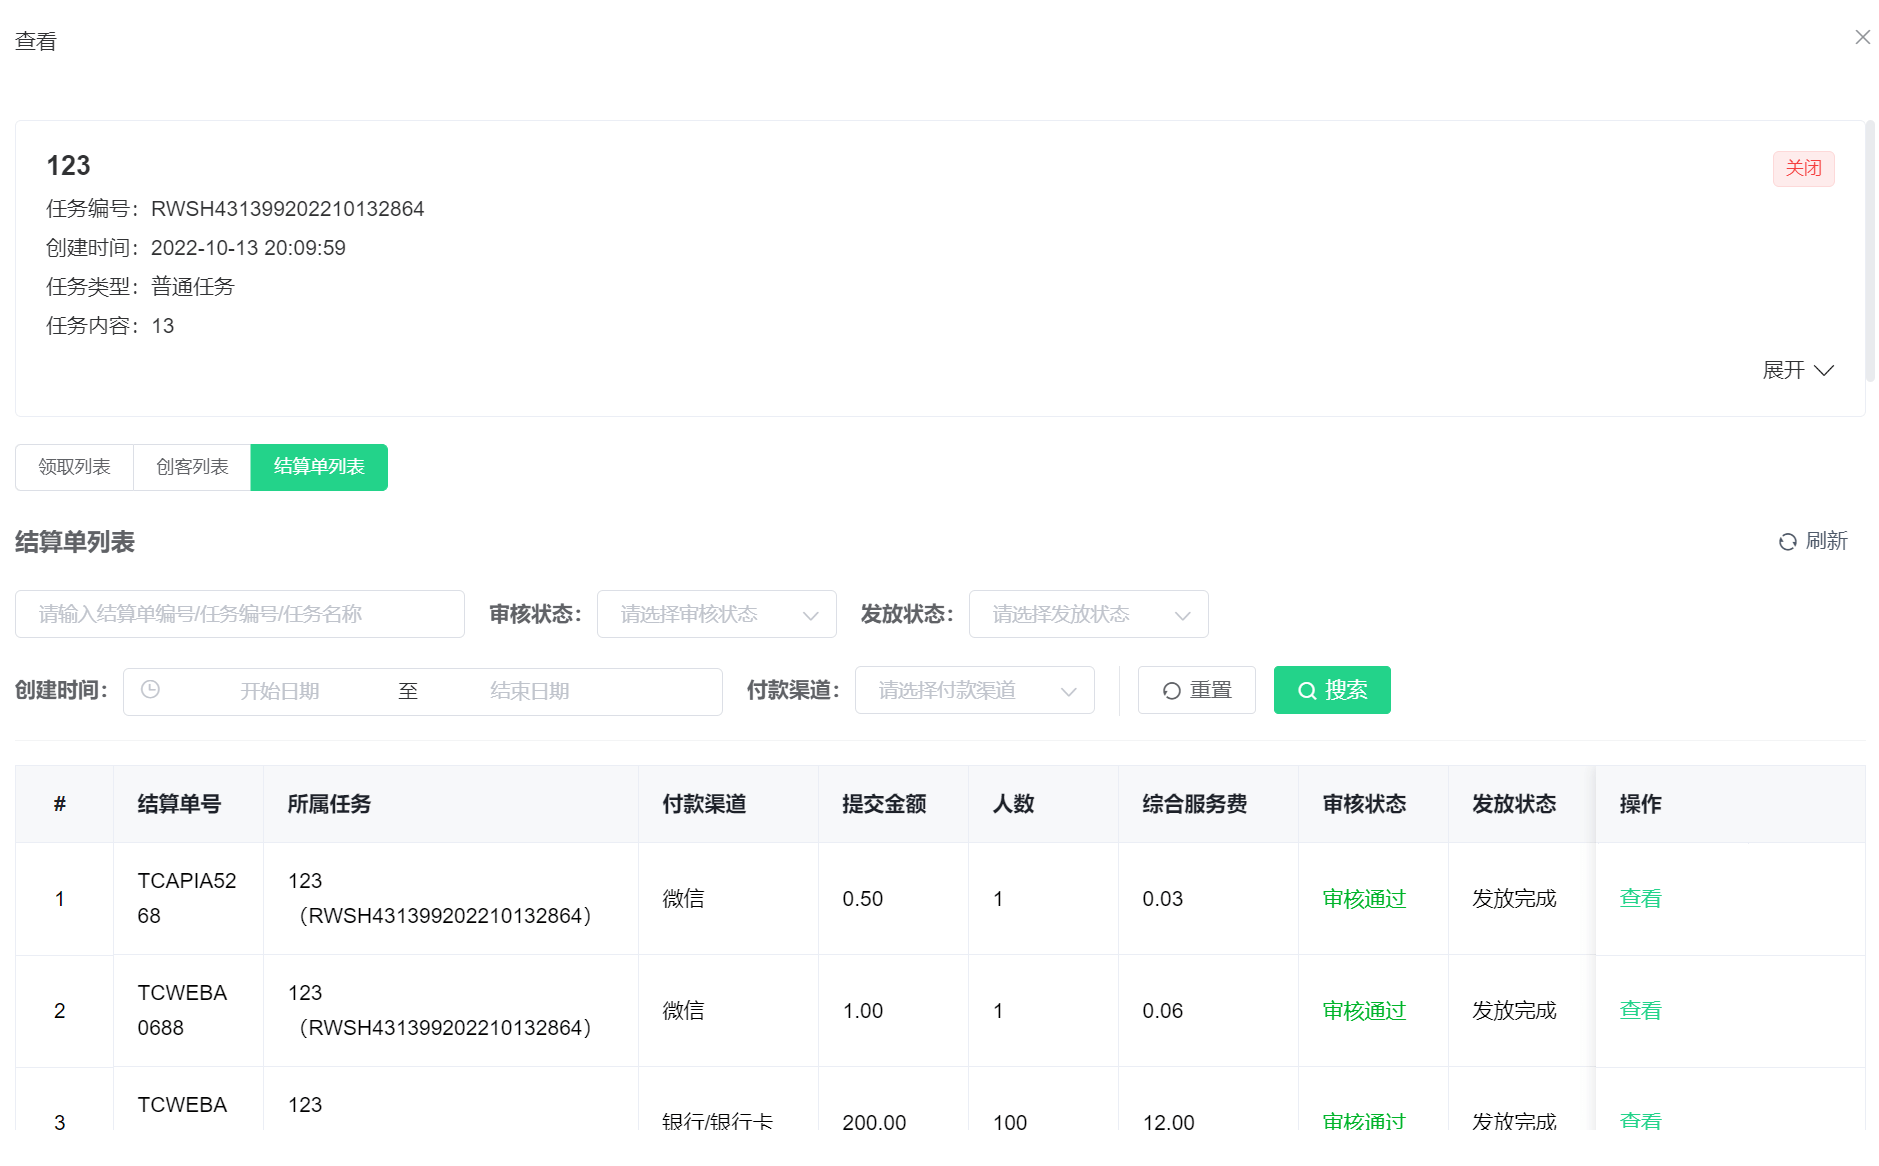 查看
123
关闭
任务编号：RWSH431399202210132864
创建时间：2022-10-13 20:09:59
任务类型：普通任务
任务内容：13
展开
领取列表 创客列表 结算单列表
结算单列表
刷新
请输入结算单编号/任务编号/任务名称 审核状态： 请选择审核状态 发放状态： 请选择发放状态
创建时间： 开始日期 至 结束日期 付款渠道： 请选择付款渠道 重置 搜索
# 结算单号 所属任务 付款渠道 提交金额 人数 综合服务费 审核状态 发放状态 操作
TCAPIA52 123
1 微信 0.50 1 0.03 审核通过 发放完成 查看
68 （RWSH431399202210132864）
TCWEBA 123
2 微信 1.00 1 0.06 审核通过 发放完成 查看
0688 （RWSH431399202210132864）
TCWEBA 123
3 银行/银行卡 200.00 100 12.00 审核通过 发放完成 查看